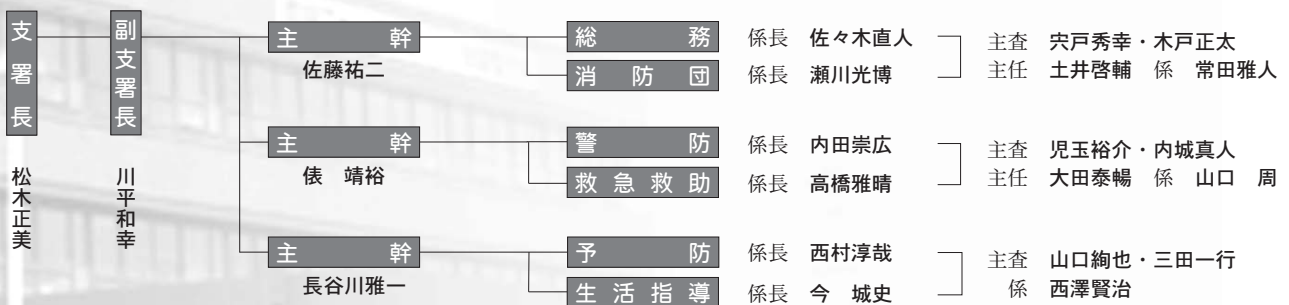 支署長
松木正美
副支署長
川平和幸
主幹
佐藤祐二
総務 係長 佐々木直人
消防団 係長 瀬川光博
主査 宍戸秀幸・木戸正太
主任 土井啓輔 係 常田雅人
主幹
俵 靖裕
警防 係長 内田崇広
救急救助 係長 高橋雅晴
主査 児玉裕介・内城真人
主任 大田泰暢 係 山口 周
主幹
長谷川雅一
予防 係長 西村淳哉
生活指導 係長 今 城史
主査 山口絢也・三田一行
係 西澤賢治